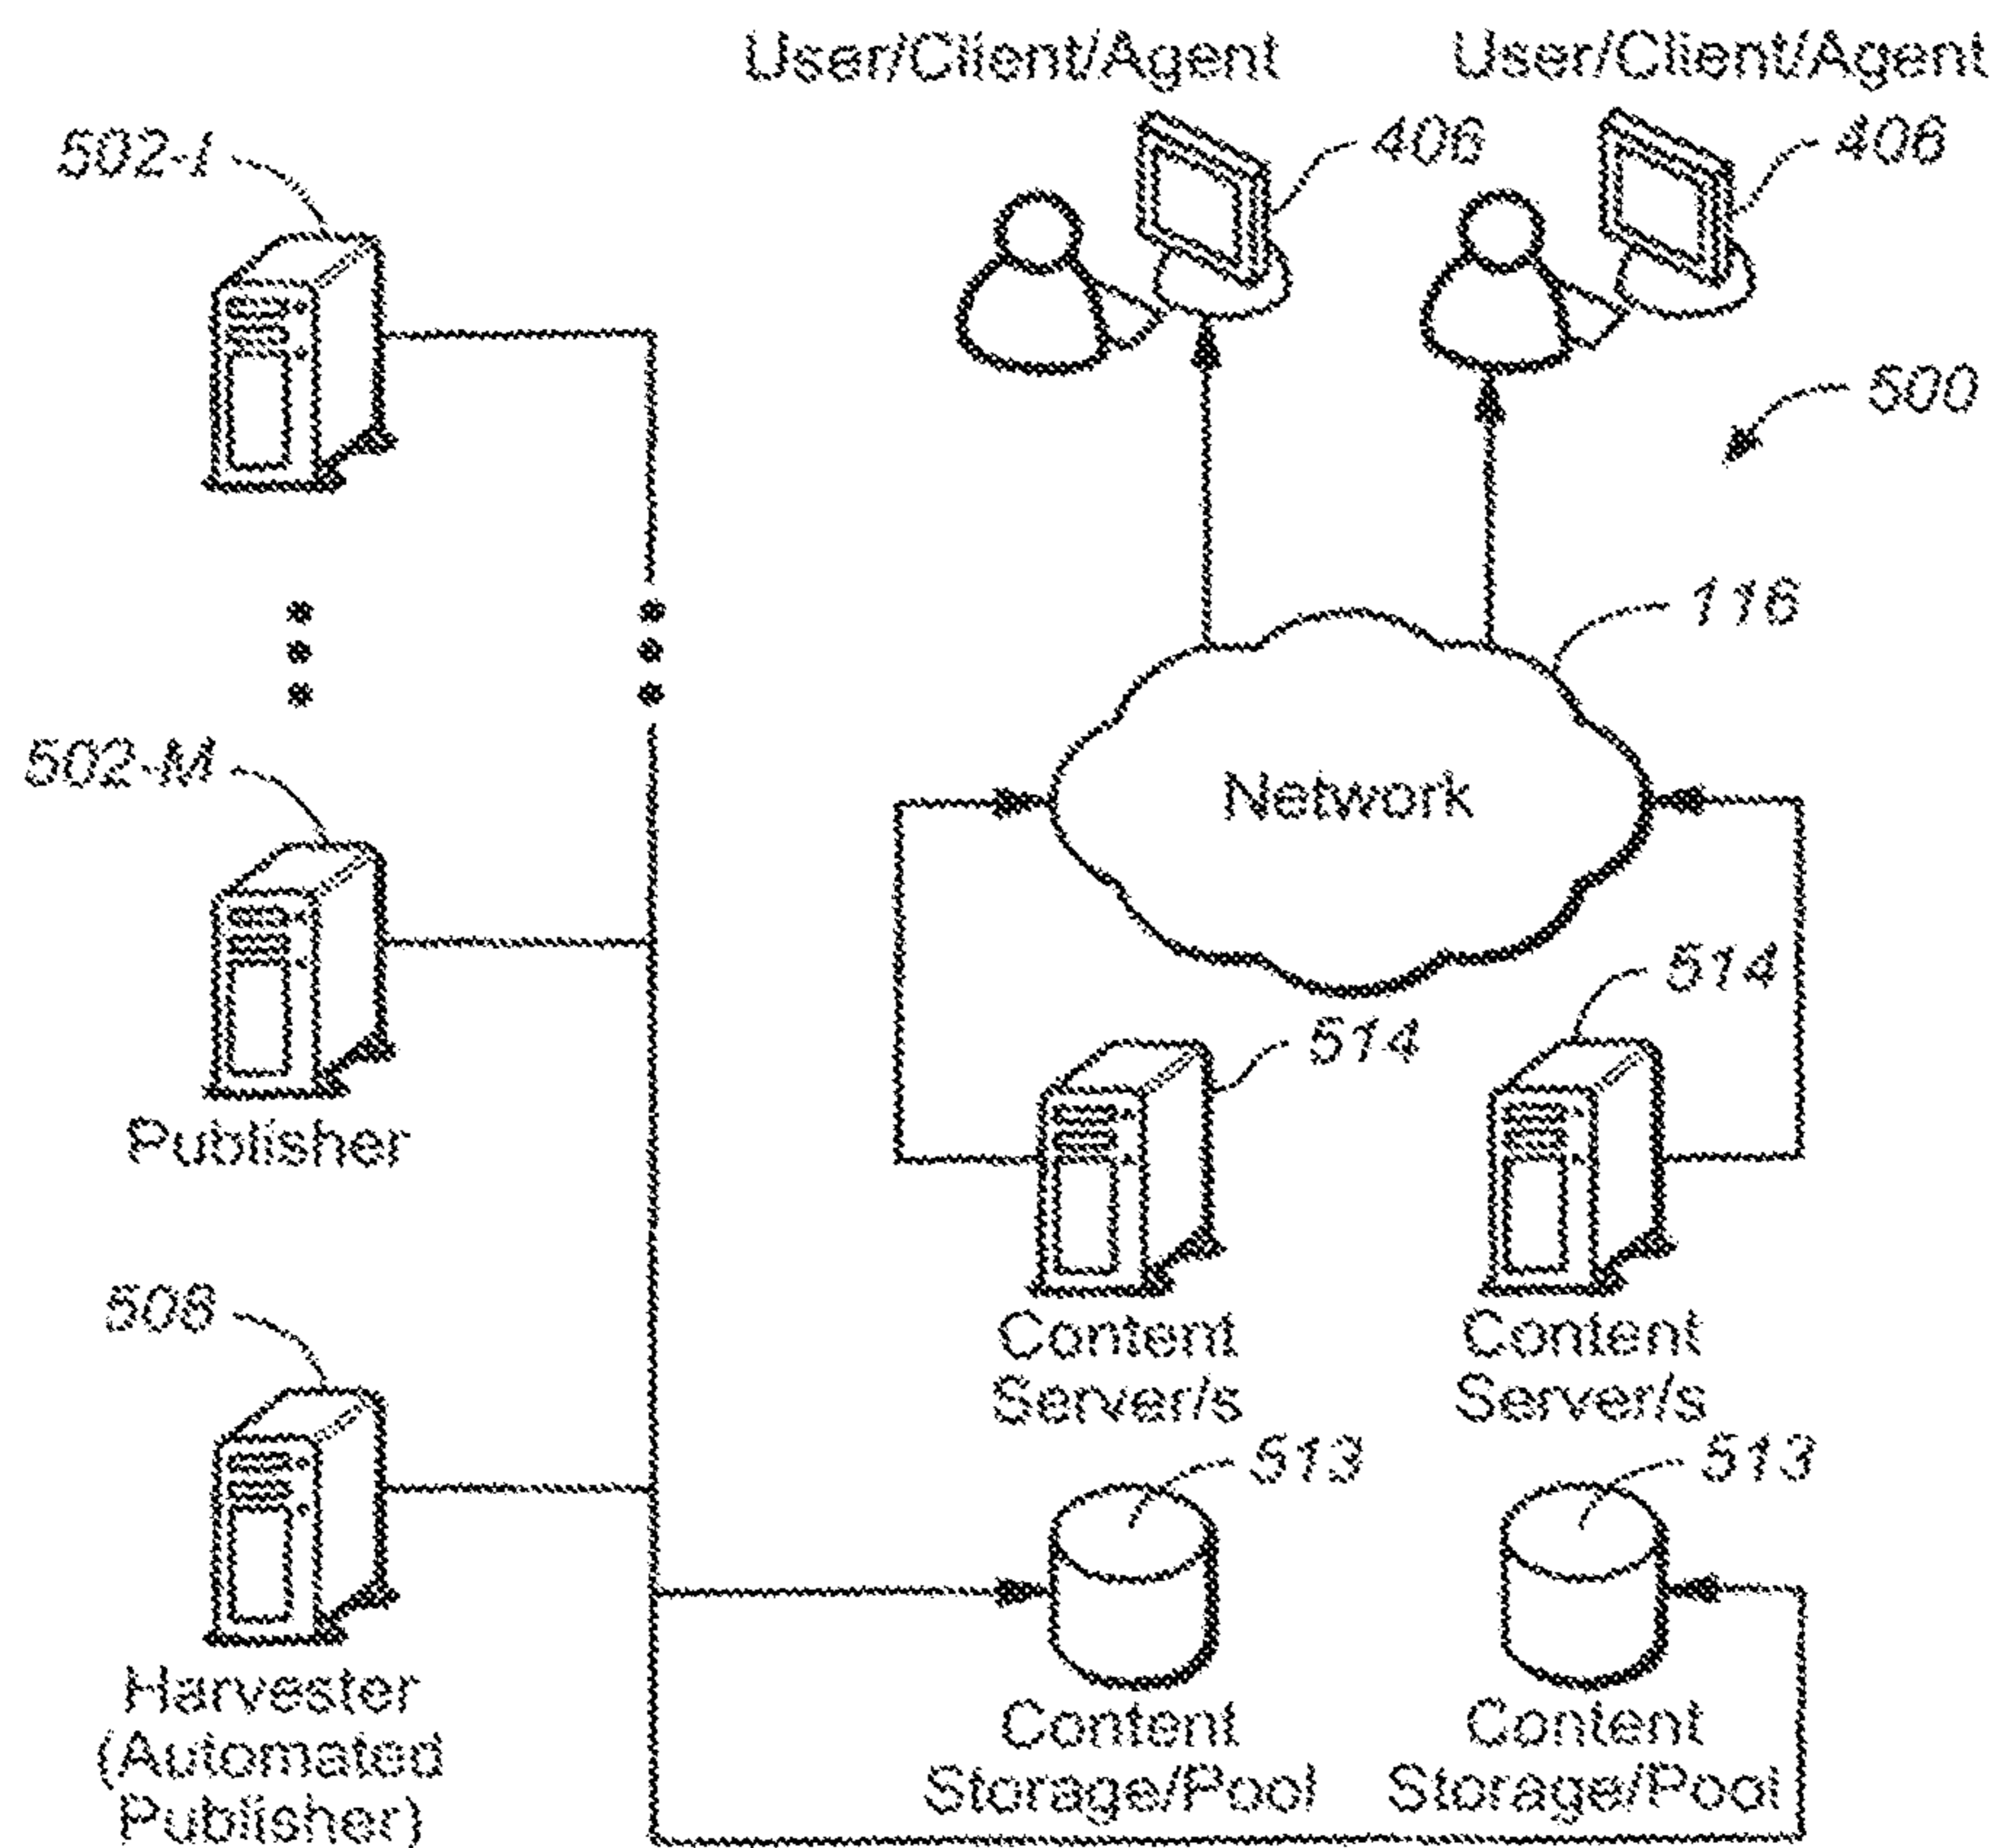 User/Client/Agent
User/Client/Agent
502-I
406
406
500
116
502-M
Network
514
514
Publisher
508
Content
Server/s
Content
Server/s
513
513
Harvester
(Automated
Publisher)
Content
Storage/Pool
Content
Storage/Pool